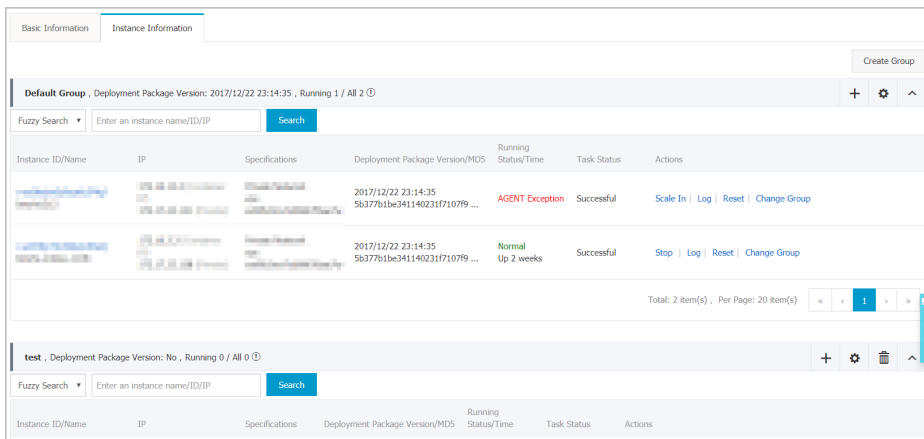 Basic Information
Instance Information
Create Group
Default Group , Deployment Package Version: 2017/12/22 23:14:35 , Running 1 / All 2
Fuzzy Search
Enter an instance name/ID/IP
Search
Instance ID/Name IP Specifications Deployment Package Version/MD5 Running Status/Time Task Status Actions
2017/12/22 23:14:35
5b377b1be341140231f7107f9 ...
AGENT Exception Successful Scale In | Log | Reset | Change Group
2017/12/22 23:14:35
5b377b1be341140231f7107f9 ...
Normal
Up 2 weeks
Successful Stop | Log | Reset | Change Group
Total: 2 item(s) , Per Page: 20 item(s) « ‹ 1 › »
test , Deployment Package Version: No , Running 0 / All 0
Fuzzy Search
Enter an instance name/ID/IP
Search
Instance ID/Name IP Specifications Deployment Package Version/MD5 Running Status/Time Task Status Actions